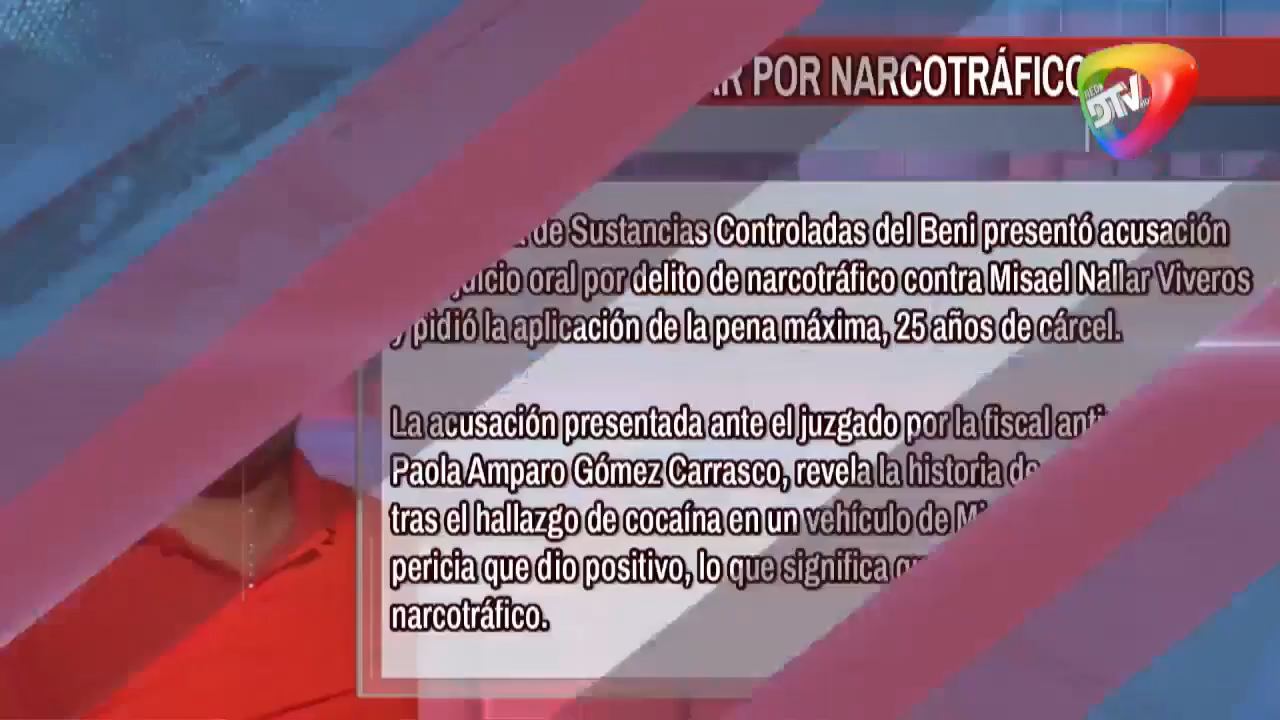 POR NARCOTRÁFICO
DTV
de Sustancias Controladas del Beni presentó acusación
juicio oral por delito de narcotráfico contra Misael Nallar Viveros
y pidió la aplicación de la pena máxima, 25 años de cárcel.
La acusación presentada ante el juzgado por la fiscal
Paola Amparo Gómez Carrasco, revela la historia
tras el hallazgo de cocaína en un vehículo de
pericia que dio positivo, lo que significa
narcotráfico.